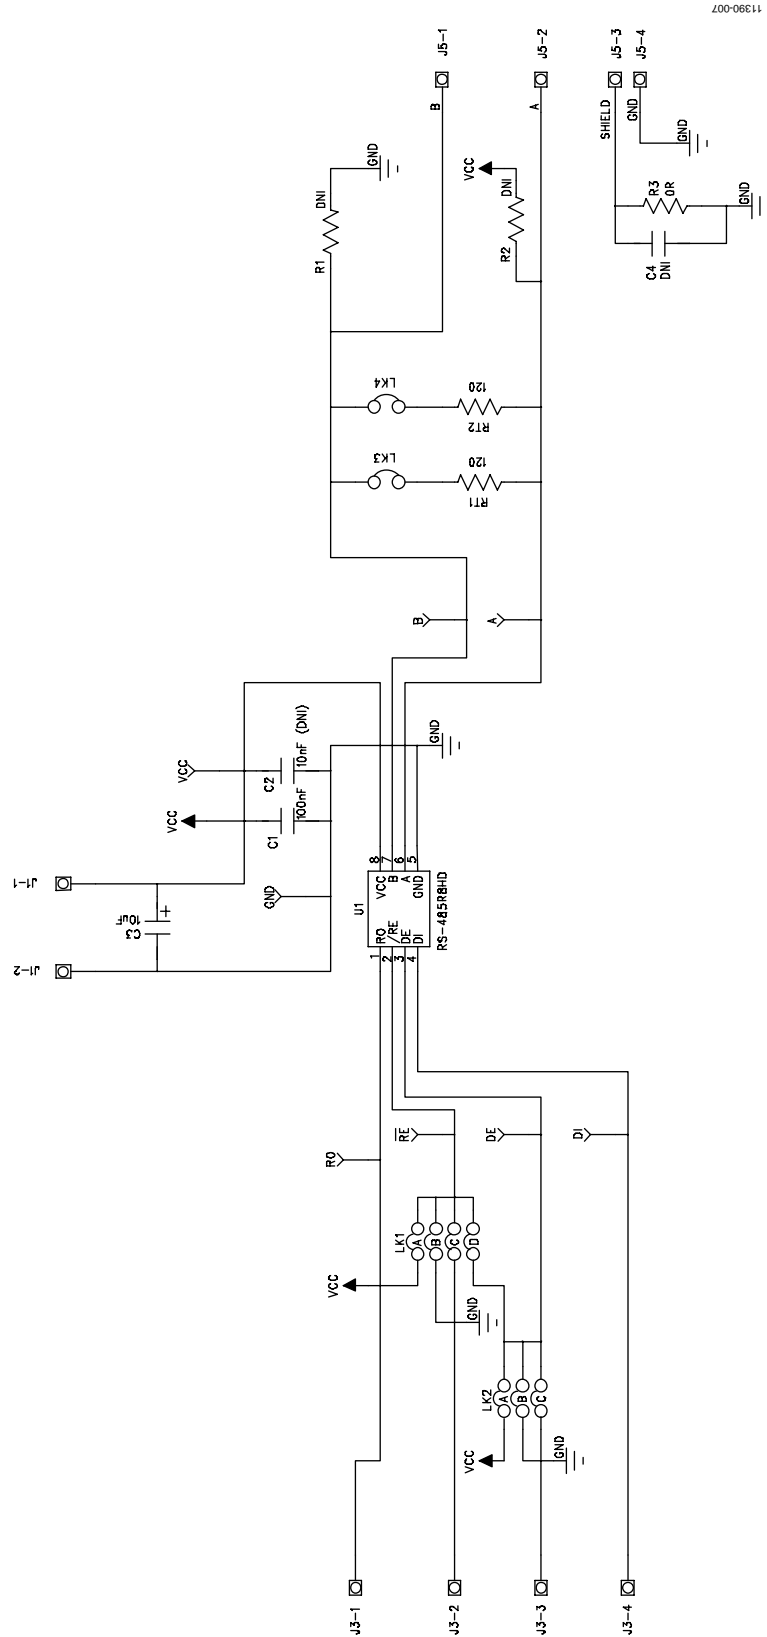 11390-007
J5-1
J5-2
J5-3
J5-4
B
A
SHIELD
GND
GND
GND
DNI
R1
VCC
DNI
R2
R3
0R
GND
C4
DNI
LK4
120
RT2
LK3
120
RT1
B
A
VCC
C2
10nF (DNI)
GND
VCC
C1
100nF
J1-1
10uF
C3
+
J1-2
GND
8
7
6
5
VCC
B
A
GND
U1
RS-485R8HD
RO
/RE
DE
DI
1
2
3
4
RO
RE
DE
DI
LK1
A
B
C
D
VCC
GND
LK2
A
B
C
VCC
GND
J3-1
J3-2
J3-3
J3-4